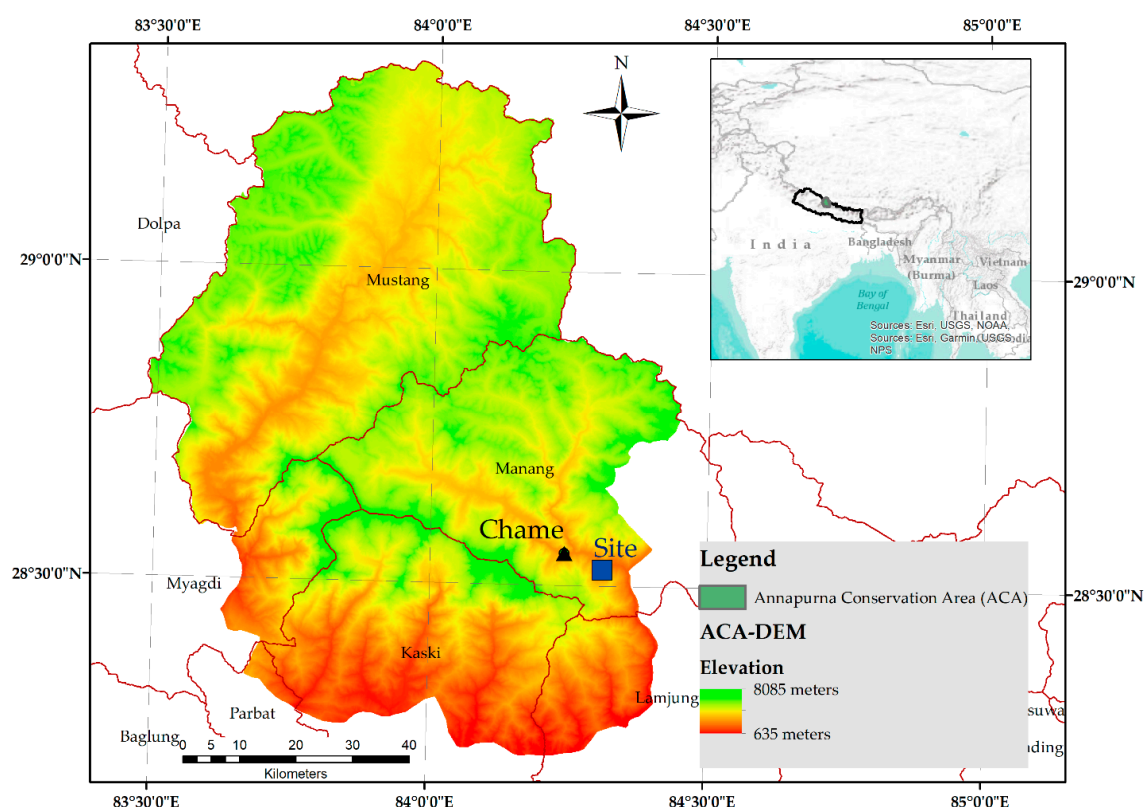 83°30'0"E
84°0'0"E
84°30'0"E
85°0'0"E
N
India
Bangladesh
Myanmar
(Burma)
Vietnam
Laos
Bay of
Bengal
Thailand
Sources: Esri, USGS, NOAA,
Sources: Esri, Garmin, USGS,
NPS
Dolpa
29°0'0"N
29°0'0"N
Mustang
Manang
Chame
Site
28°30'0"N
28°30'0"N
Myagdi
Kaski
Lamjung
Parbat
Baglung
0 5 10 20 30 40
Kilometers
Legend
Annapurna Conservation Area (ACA)
ACA-DEM
Elevation
8085 meters
635 meters
suwa
ding
83°30'0"E
84°0'0"E
84°30'0"E
85°0'0"E